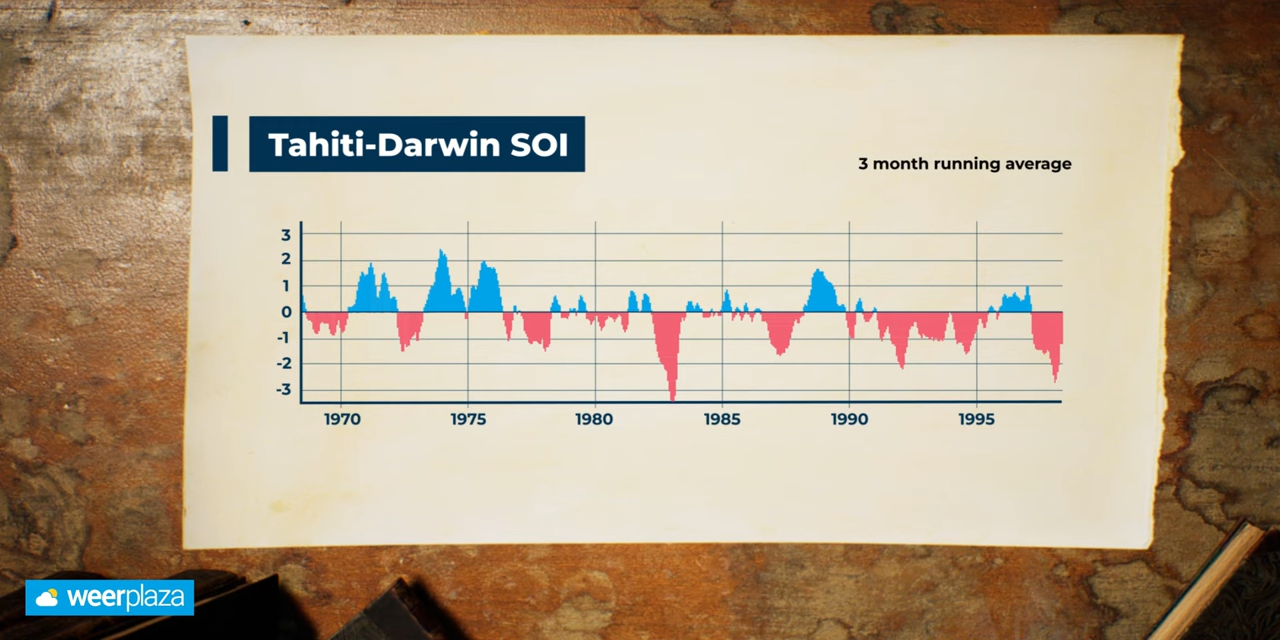 Tahiti-Darwin SOI
3 month running average
3
2
1
0
-1
-2
-3
1970 1975 1980 1985 1990 1995
weerplaza